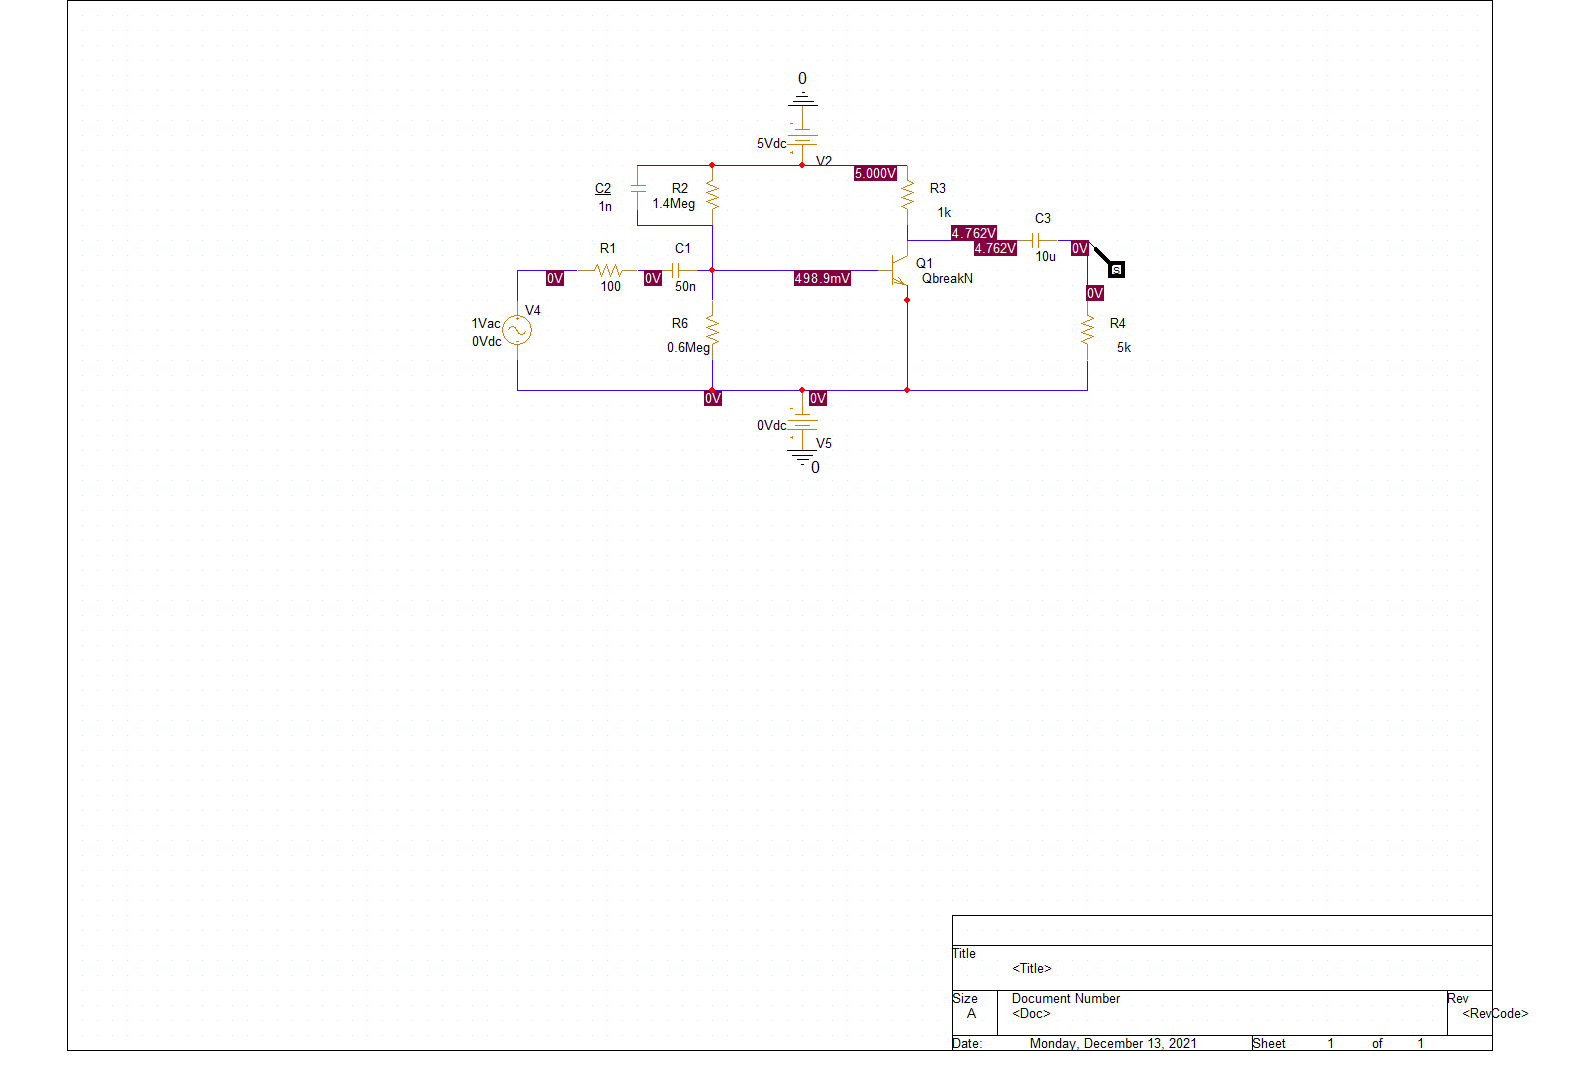 0
5Vdc
V2
5.000V
C2
1n
R2
1.4Meg
R3
1k
C3
10u
4.762V
4.762V
0V
S
R1
100
C1
50n
0V
0V
498.9mV
Q1
QbreakN
0V
V4
1Vac
0Vdc
R6
0.6Meg
R4
5k
0V
0V
0Vdc
V5
0
Title
<Title>
Size
A
Document Number
<Doc>
Rev
<RevCode>
Date:
Monday, December 13, 2021
Sheet 1 of 1